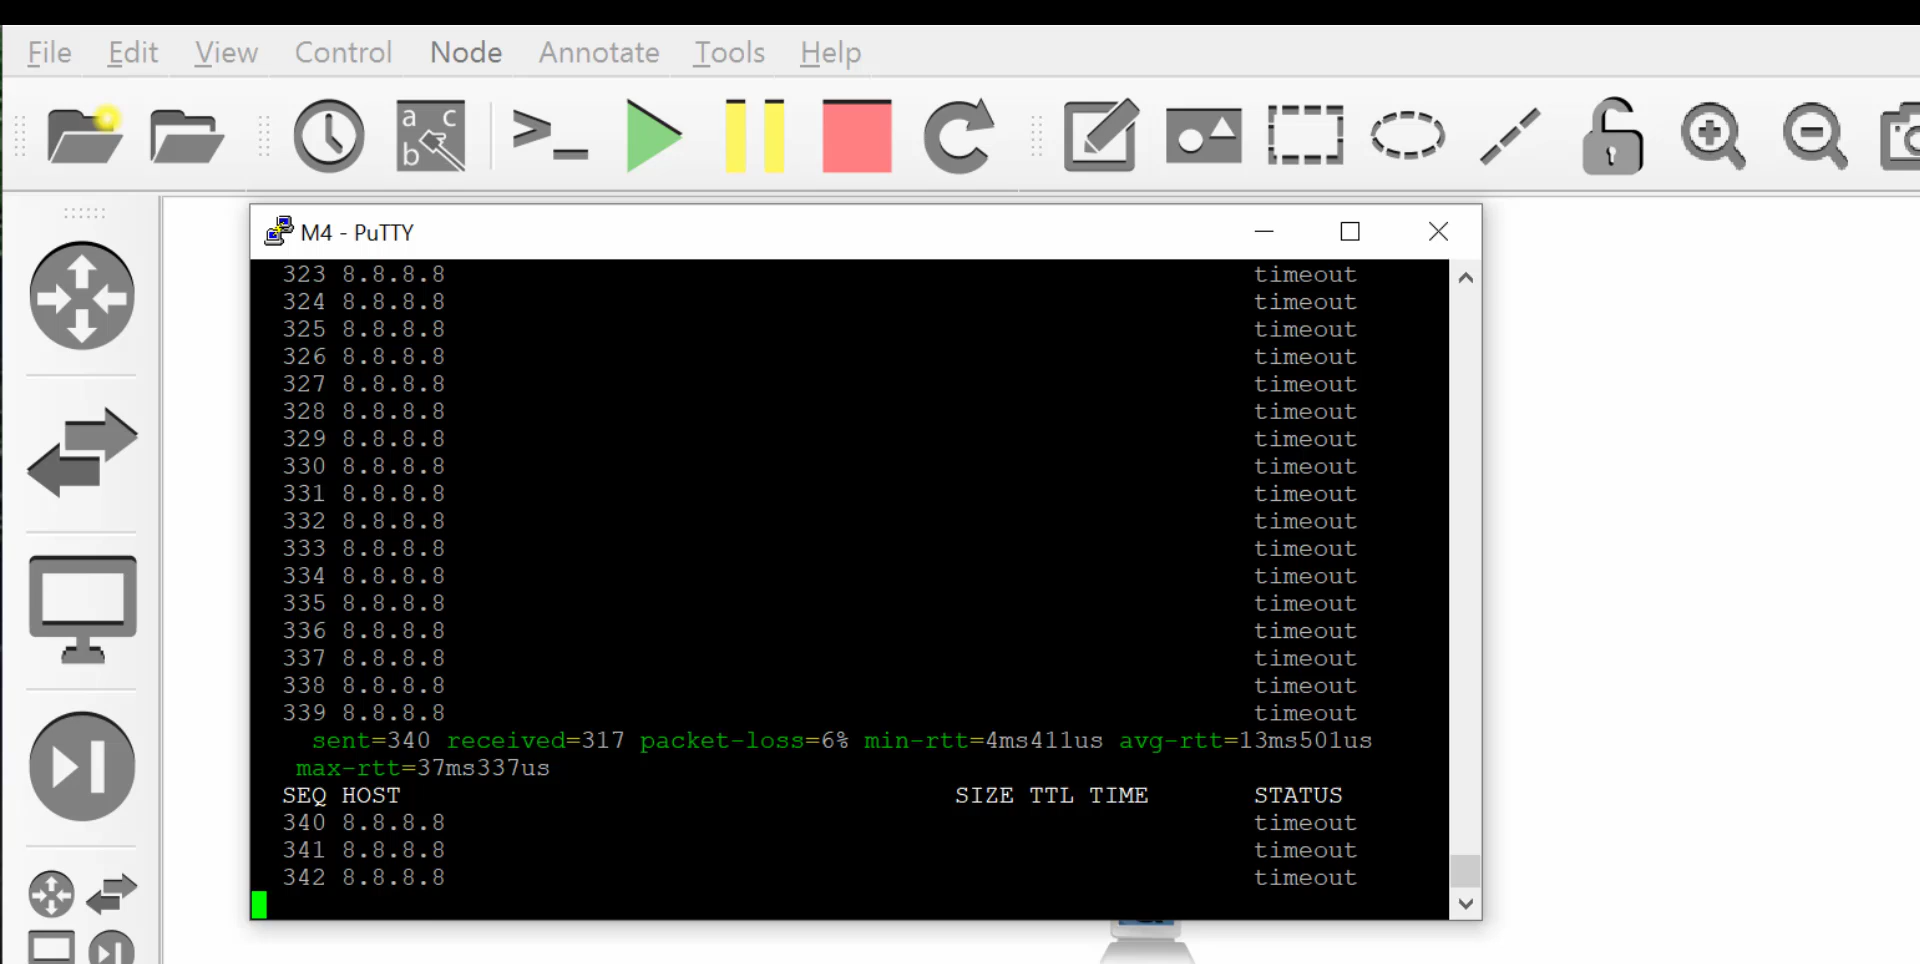 File Edit View Control Node Annotate Tools Help
a c
b
>_
M4 - PuTTY
323 8.8.8.8 timeout
324 8.8.8.8 timeout
325 8.8.8.8 timeout
326 8.8.8.8 timeout
327 8.8.8.8 timeout
328 8.8.8.8 timeout
329 8.8.8.8 timeout
330 8.8.8.8 timeout
331 8.8.8.8 timeout
332 8.8.8.8 timeout
333 8.8.8.8 timeout
334 8.8.8.8 timeout
335 8.8.8.8 timeout
336 8.8.8.8 timeout
337 8.8.8.8 timeout
338 8.8.8.8 timeout
339 8.8.8.8 timeout
sent=340 received=317 packet-loss=6% min-rtt=4ms411us avg-rtt=13ms501us
max-rtt=37ms337us
SEQ HOST SIZE TTL TIME STATUS
340 8.8.8.8 timeout
341 8.8.8.8 timeout
342 8.8.8.8 timeout